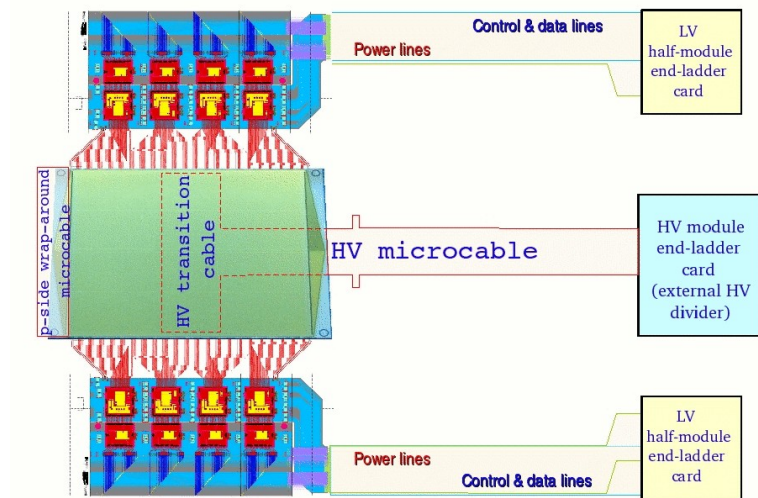 Control & data lines
Power lines
LV
half-module
end-ladder
card
p-side wrap-around
microcable
HV transition
cable
HV microcable
HV module
end-ladder
card
(external HV
divider)
Power lines
Control & data lines
LV
half-module
end-ladder
card